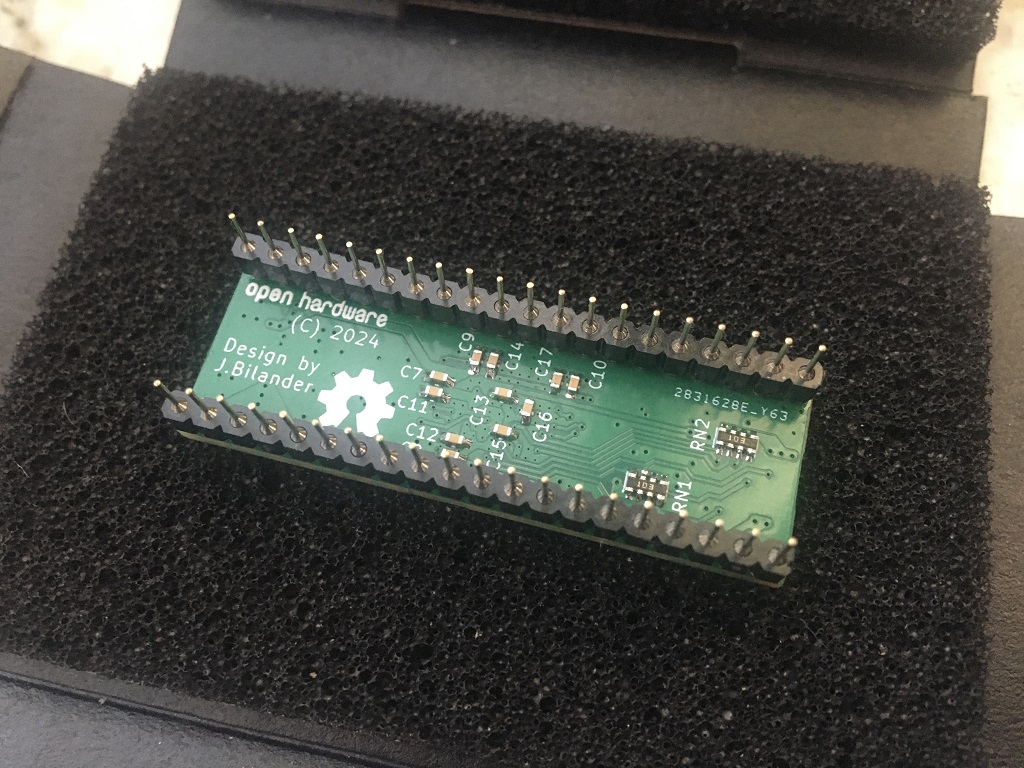 open hardware
(C) 2024
Design by
J.Bilander
C9
C14
C17
C10
C7
C11
C13
C16
C12
C15
2831628E_Y63
RN2
103
103
RN1